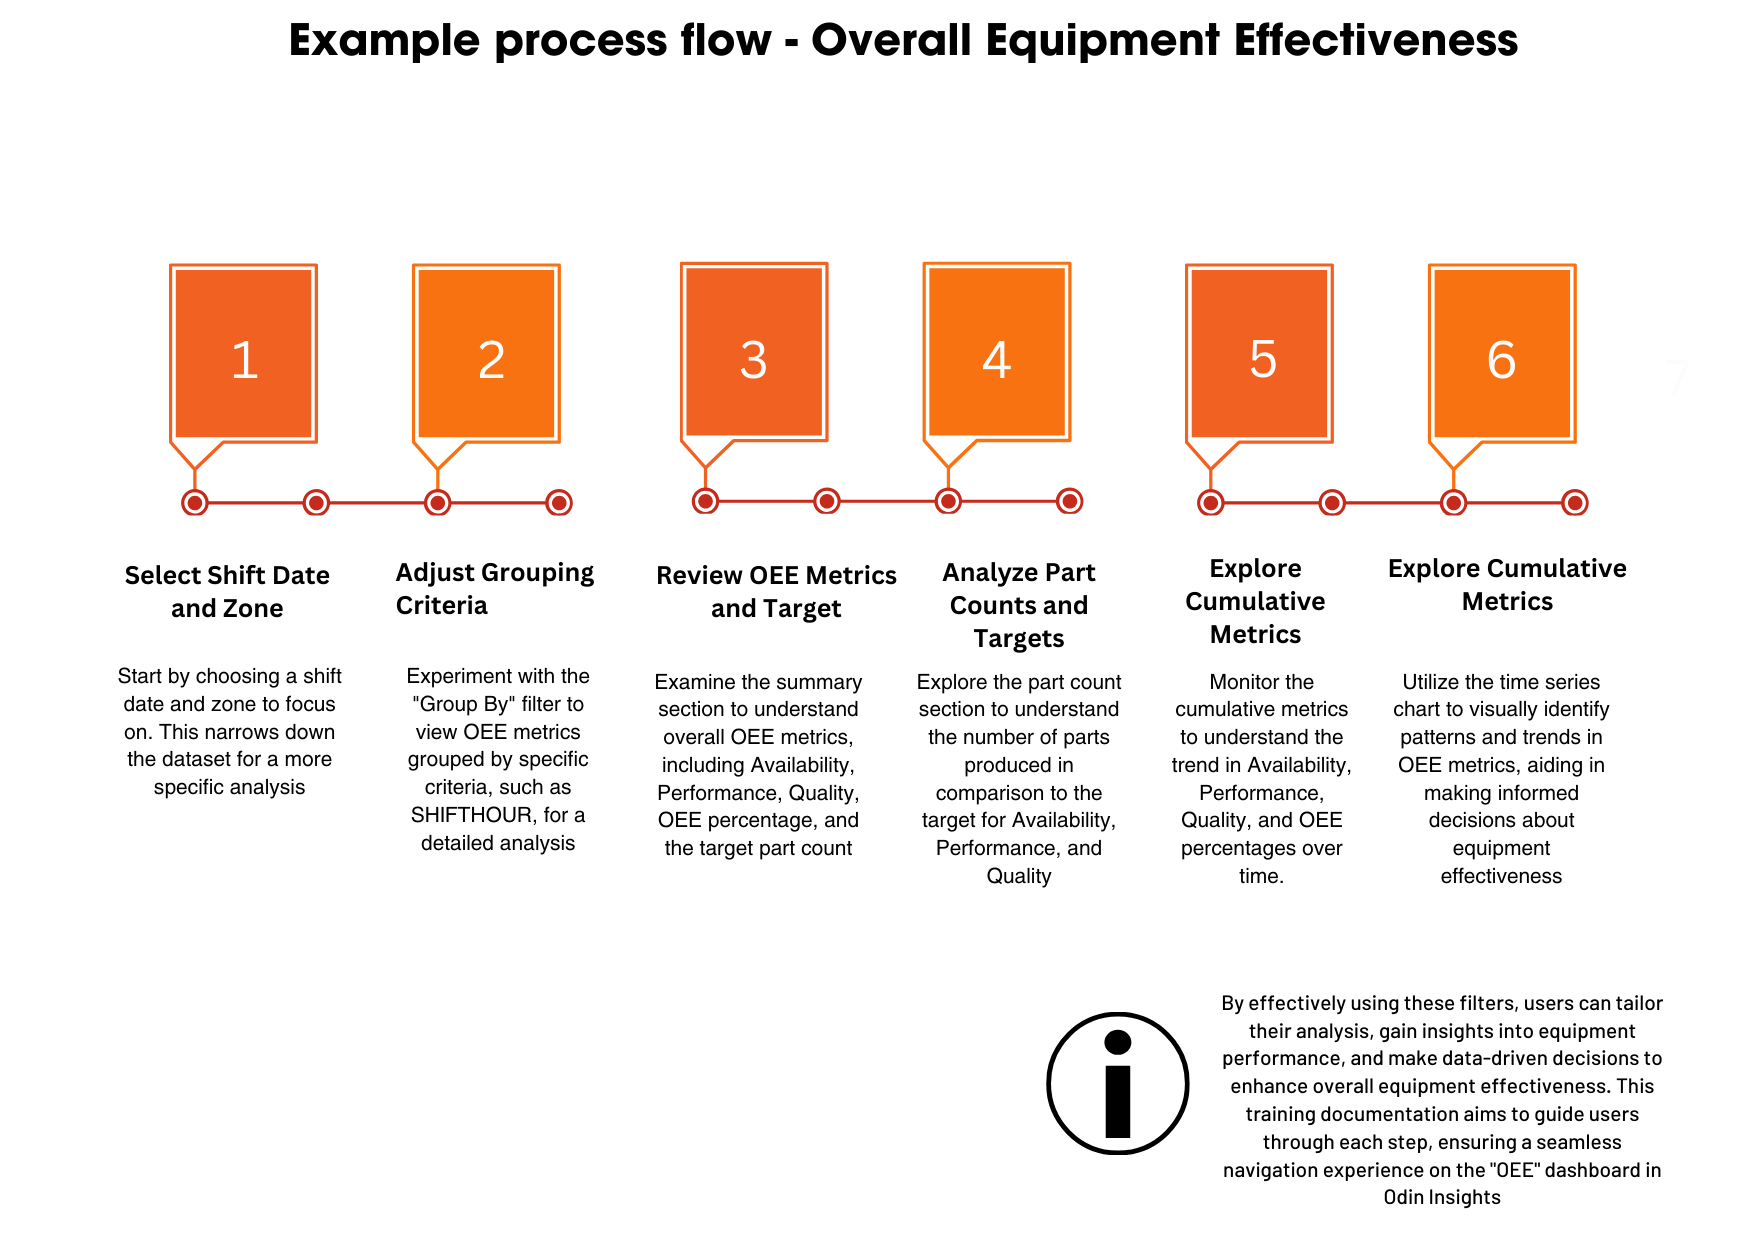 Example process flow - Overall Equipment Effectiveness
1
2
3
4
5
6
7
Select Shift Date
and Zone
Start by choosing a shift
date and zone to focus
on. This narrows down
the dataset for a more
specific analysis
Adjust Grouping
Criteria
Experiment with the
"Group By" filter to
view OEE metrics
grouped by specific
criteria, such as
SHIFTHOUR, for a
detailed analysis
Review OEE Metrics
and Target
Examine the summary
section to understand
overall OEE metrics,
including Availability,
Performance, Quality,
OEE percentage, and
the target part count
Analyze Part
Counts and
Targets
Explore the part count
section to understand
the number of parts
produced in
comparison to the
target for Availability,
Performance, and
Quality
Explore
Cumulative
Metrics
Monitor the
cumulative metrics
to understand the
trend in Availability,
Performance,
Quality, and OEE
percentages over
time.
Explore Cumulative
Metrics
Utilize the time series
chart to visually identify
patterns and trends in
OEE metrics, aiding in
making informed
decisions about
equipment
effectiveness
By effectively using these filters, users can tailor
their analysis, gain insights into equipment
performance, and make data-driven decisions to
enhance overall equipment effectiveness. This
training documentation aims to guide users
through each step, ensuring a seamless
navigation experience on the "OEE" dashboard in
Odin Insights